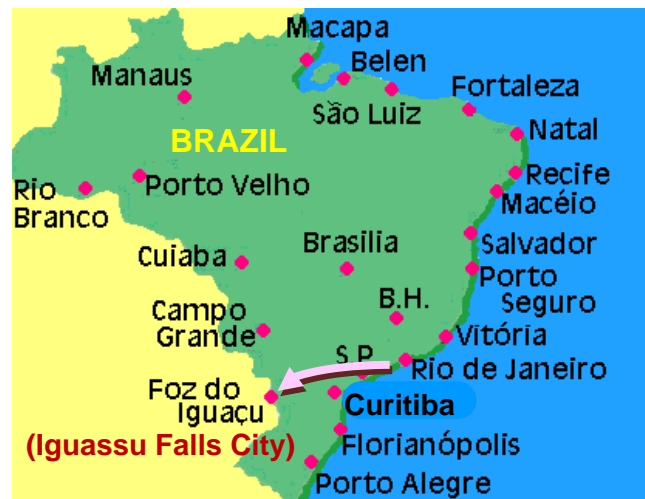 Macapa
Belen
Manaus
Fortaleza
São Luiz
Natal
BRAZIL
Recife
Porto Velho
Rio
Branco
Macéio
Salvador
Brasilia
Cuiaba
Porto
Seguro
B.H.
Campo
Grande
Vitória
S.P.
Rio de Janeiro
Foz do
Iguaçu
Curitiba
(Iguassu Falls City)
Florianópolis
Porto Alegre